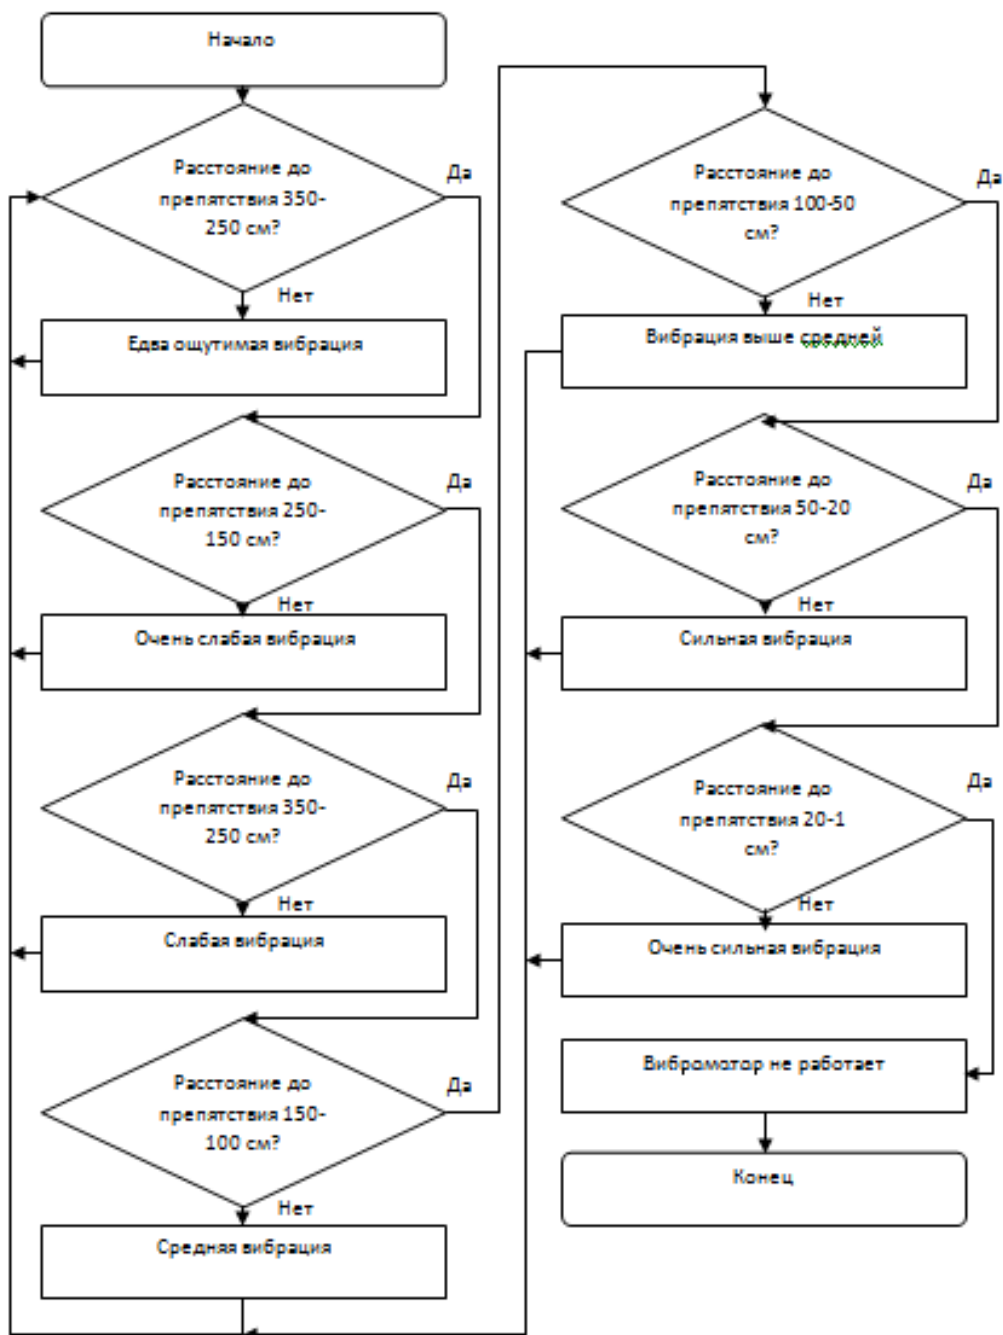 Начало
Расстояние до
препятствия 350-
250 см?
Да
Нет
Едва ощутимая вибрация
Расстояние до
препятствия 250-
150 см?
Да
Нет
Очень слабая вибрация
Расстояние до
препятствия 350-
250 см?
Да
Нет
Слабая вибрация
Расстояние до
препятствия 150-
100 см?
Да
Нет
Средняя вибрация
Расстояние до
препятствия 100-50
см?
Да
Нет
Вибрация выше средней
Расстояние до
препятствия 50-20
см?
Да
Нет
Сильная вибрация
Расстояние до
препятствия 20-1
см?
Да
Нет
Очень сильная вибрация
Вибромотор не работает
Конец